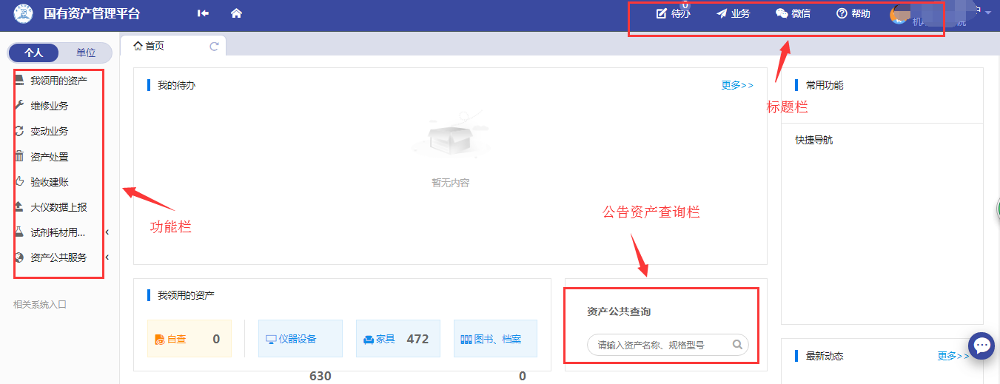 国有资产管理平台
待办 0
业务
微信
帮助
户
机 院
个人 单位
首页
我领用的资产
维修业务
变动业务
资产处置
验收建账
大仪数据上报
试剂耗材用...
资产公共服务
相关系统入口
我的待办 更多>>
暂无内容
常用功能
快捷导航
标题栏
功能栏
公告资产查询栏
我领用的资产
自查 0
仪器设备 630
家具 472
图书、档案 0
资产公共查询
请输入资产名称、规格型号
最新动态 更多>>